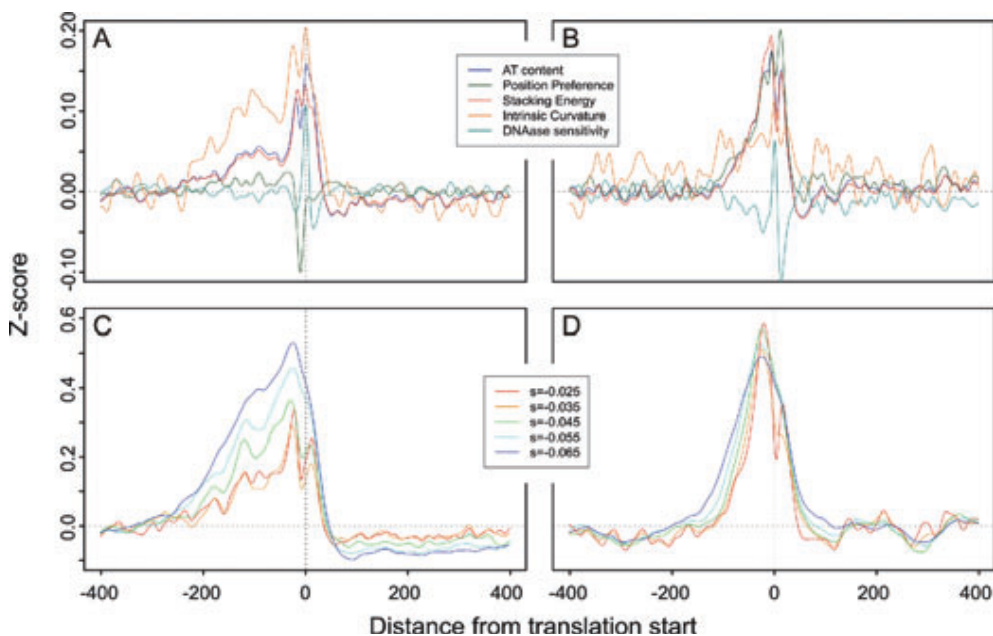 A
B
0.20
0.10
0.00
-0.10
AT content
Position Preference
Stacking Energy
Intrinsic Curvature
DNAase sensitivity
Z-score
C
D
0.6
0.4
0.2
0.0
s=-0.025
s=-0.035
s=-0.045
s=-0.055
s=-0.065
-400 -200 0 200 400 -400 -200 0 200 400
Distance from translation start